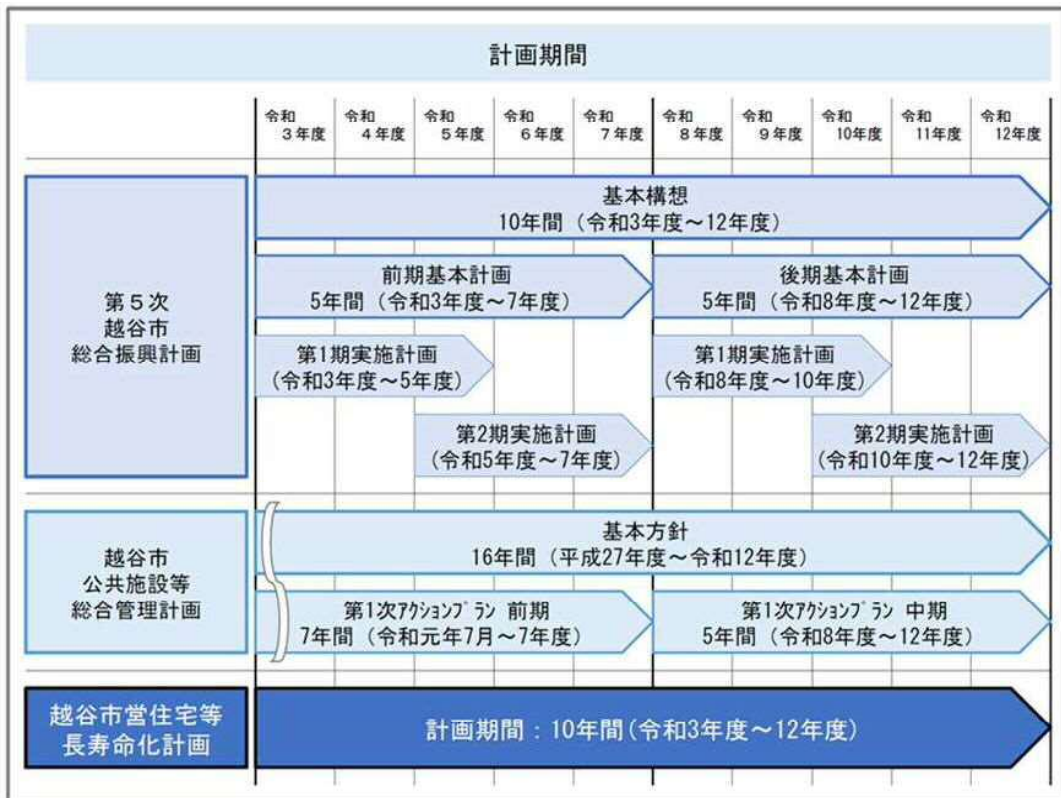 計画期間
令和 3年度
令和 4年度
令和 5年度
令和 6年度
令和 7年度
令和 8年度
令和 9年度
令和 10年度
令和 11年度
令和 12年度
第５次
越谷市
総合振興計画
基本構想
10年間（令和3年度～12年度）
前期基本計画
5年間（令和3年度～7年度）
後期基本計画
5年間（令和8年度～12年度）
第1期実施計画
(令和3年度～5年度)
第1期実施計画
(令和8年度～10年度)
第2期実施計画
(令和5年度～7年度)
第2期実施計画
(令和10年度～12年度)
越谷市
公共施設等
総合管理計画
基本方針
16年間（平成27年度～令和12年度）
第1次ｱｸｼｮﾝﾌﾟﾗﾝ 前期
7年間（令和元年7月～7年度）
第1次ｱｸｼｮﾝﾌﾟﾗﾝ 中期
5年間（令和8年度～12年度）
越谷市営住宅等
長寿命化計画
計画期間：10年間(令和3年度～12年度)